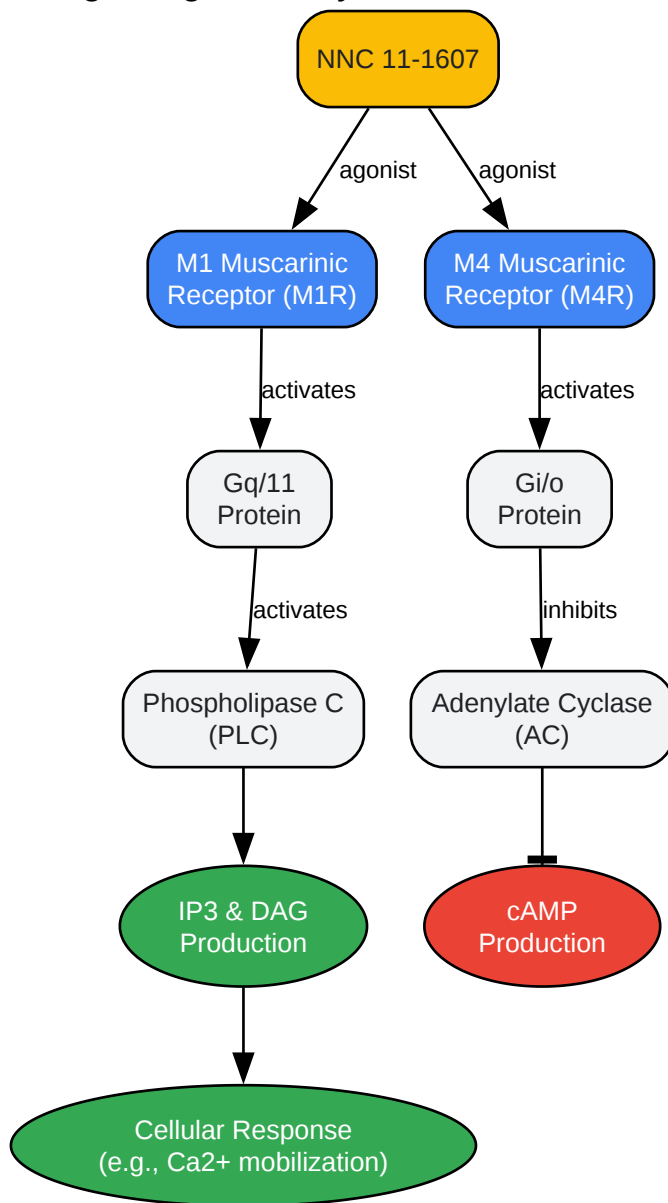 NNC 11-1607
agonist
agonist
M1 Muscarinic
Receptor (M1R)
M4 Muscarinic
Receptor (M4R)
activates
activates
Gq/11
Protein
Gi/o
Protein
activates
inhibits
Phospholipase C
(PLC)
Adenylate Cyclase
(AC)
IP3 & DAG
Production
cAMP
Production
Cellular Response
(e.g., Ca2+ mobilization)